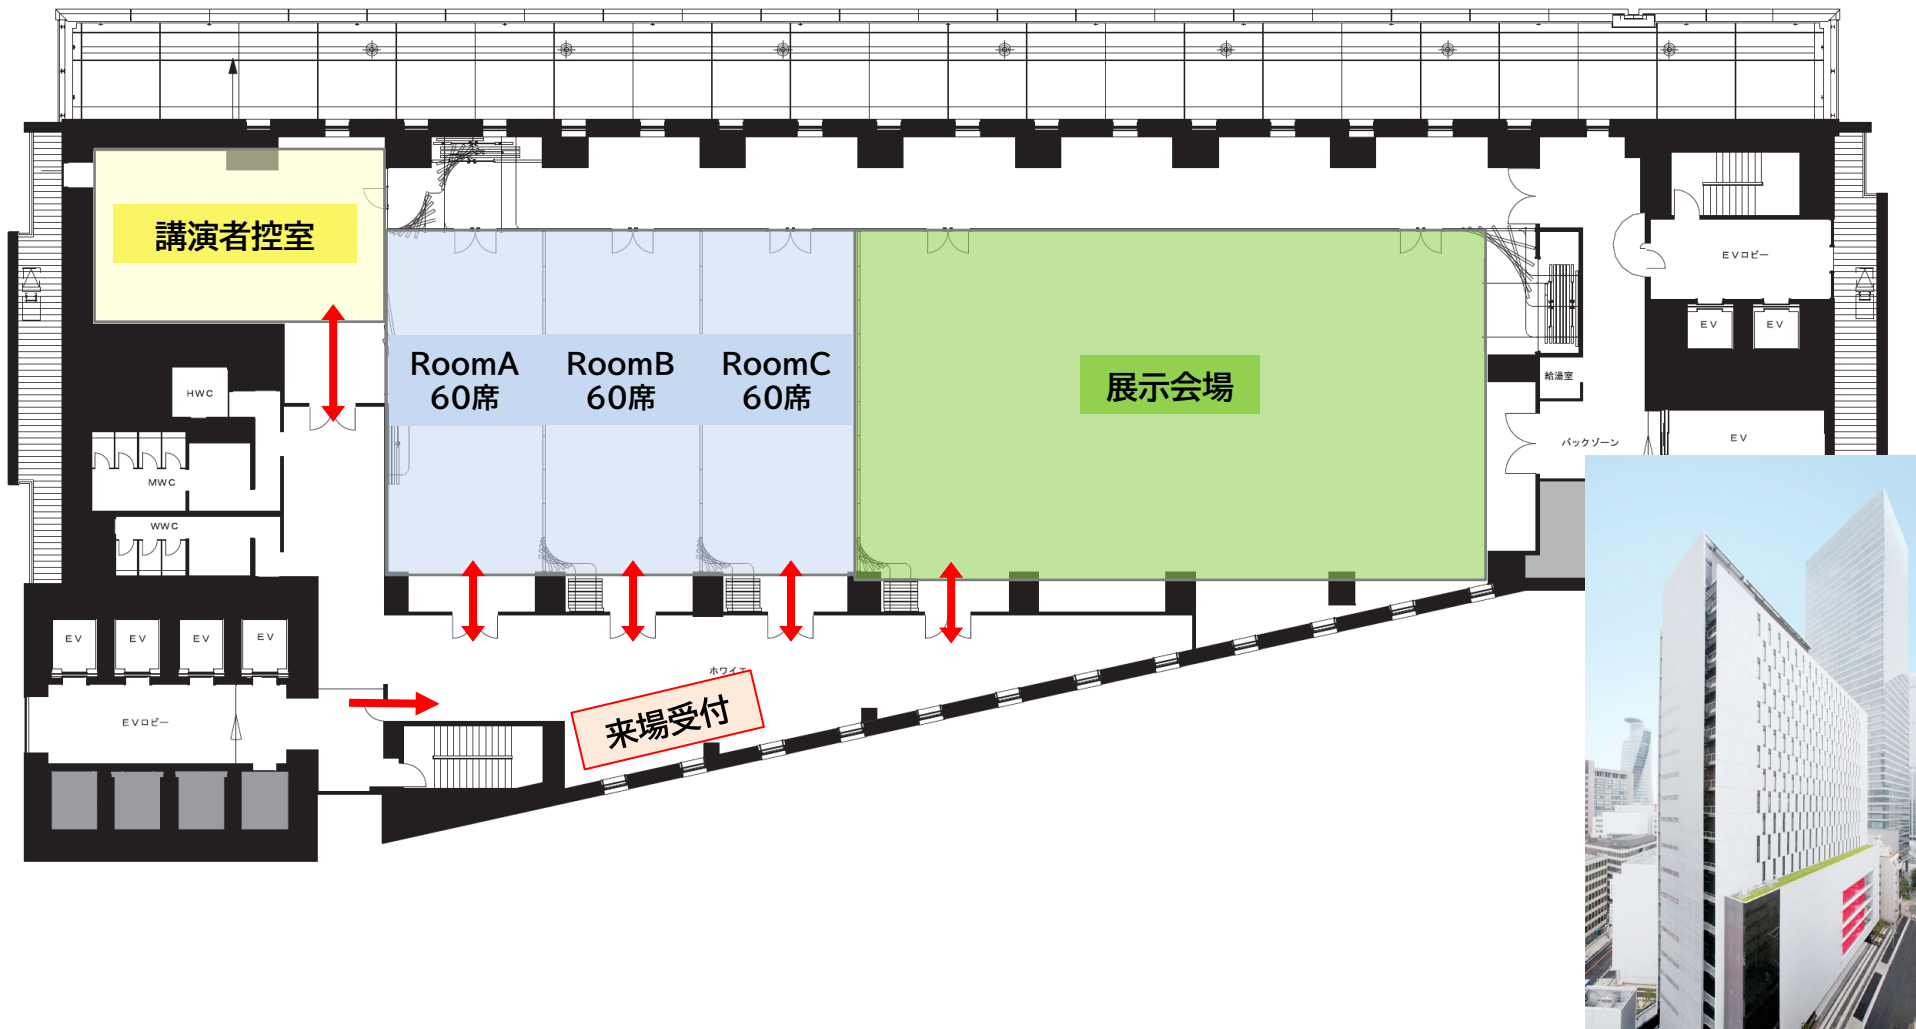 講演者控室
EVロビー
EV
EV
RoomA
60席
RoomB
60席
RoomC
60席
展示会場
給湯室
HWC
バックゾーン
EV
MWC
WWC
EV
EV
EV
EV
ホワイエ
来場受付
EVロビー